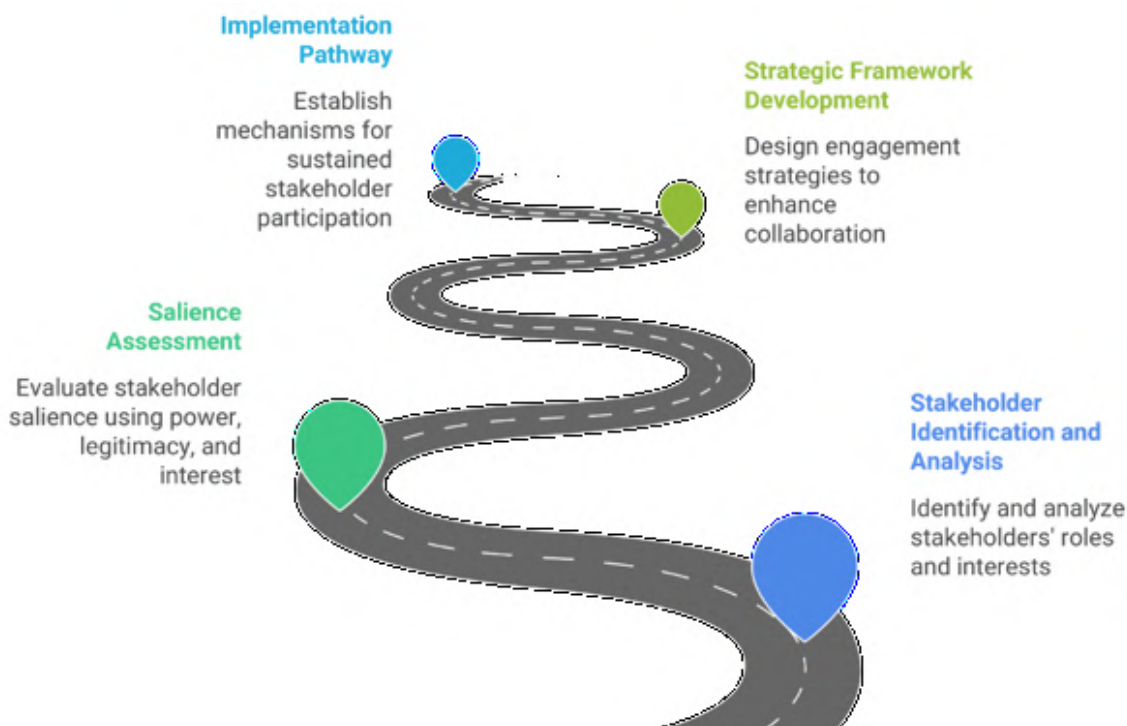 Implementation
Pathway
Establish
mechanisms for
sustained
stakeholder
participation
Strategic Framework
Development
Design engagement
strategies to
enhance
collaboration
Salience
Assessment
Evaluate stakeholder
salience using power,
legitimacy, and
interest
Stakeholder
Identification and
Analysis
Identify and analyze
stakeholders' roles
and interests